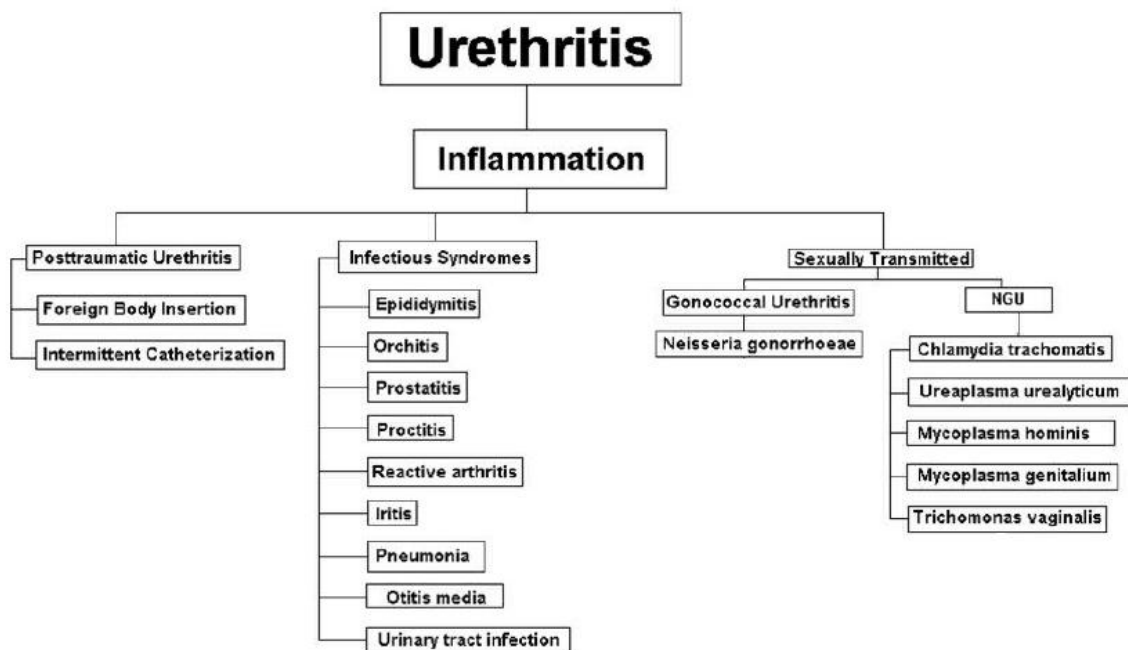 Urethritis
Inflammation
Posttraumatic Urethritis
Foreign Body Insertion
Intermittent Catheterization
Infectious Syndromes
Epididymitis
Orchitis
Prostatitis
Proctitis
Reactive arthritis
Iritis
Pneumonia
Otitis media
Urinary tract infection
Sexually Transmitted
Gonococcal Urethritis
Neisseria gonorrhoeae
NGU
Chlamydia trachomatis
Ureaplasma urealyticum
Mycoplasma hominis
Mycoplasma genitalium
Trichomonas vaginalis